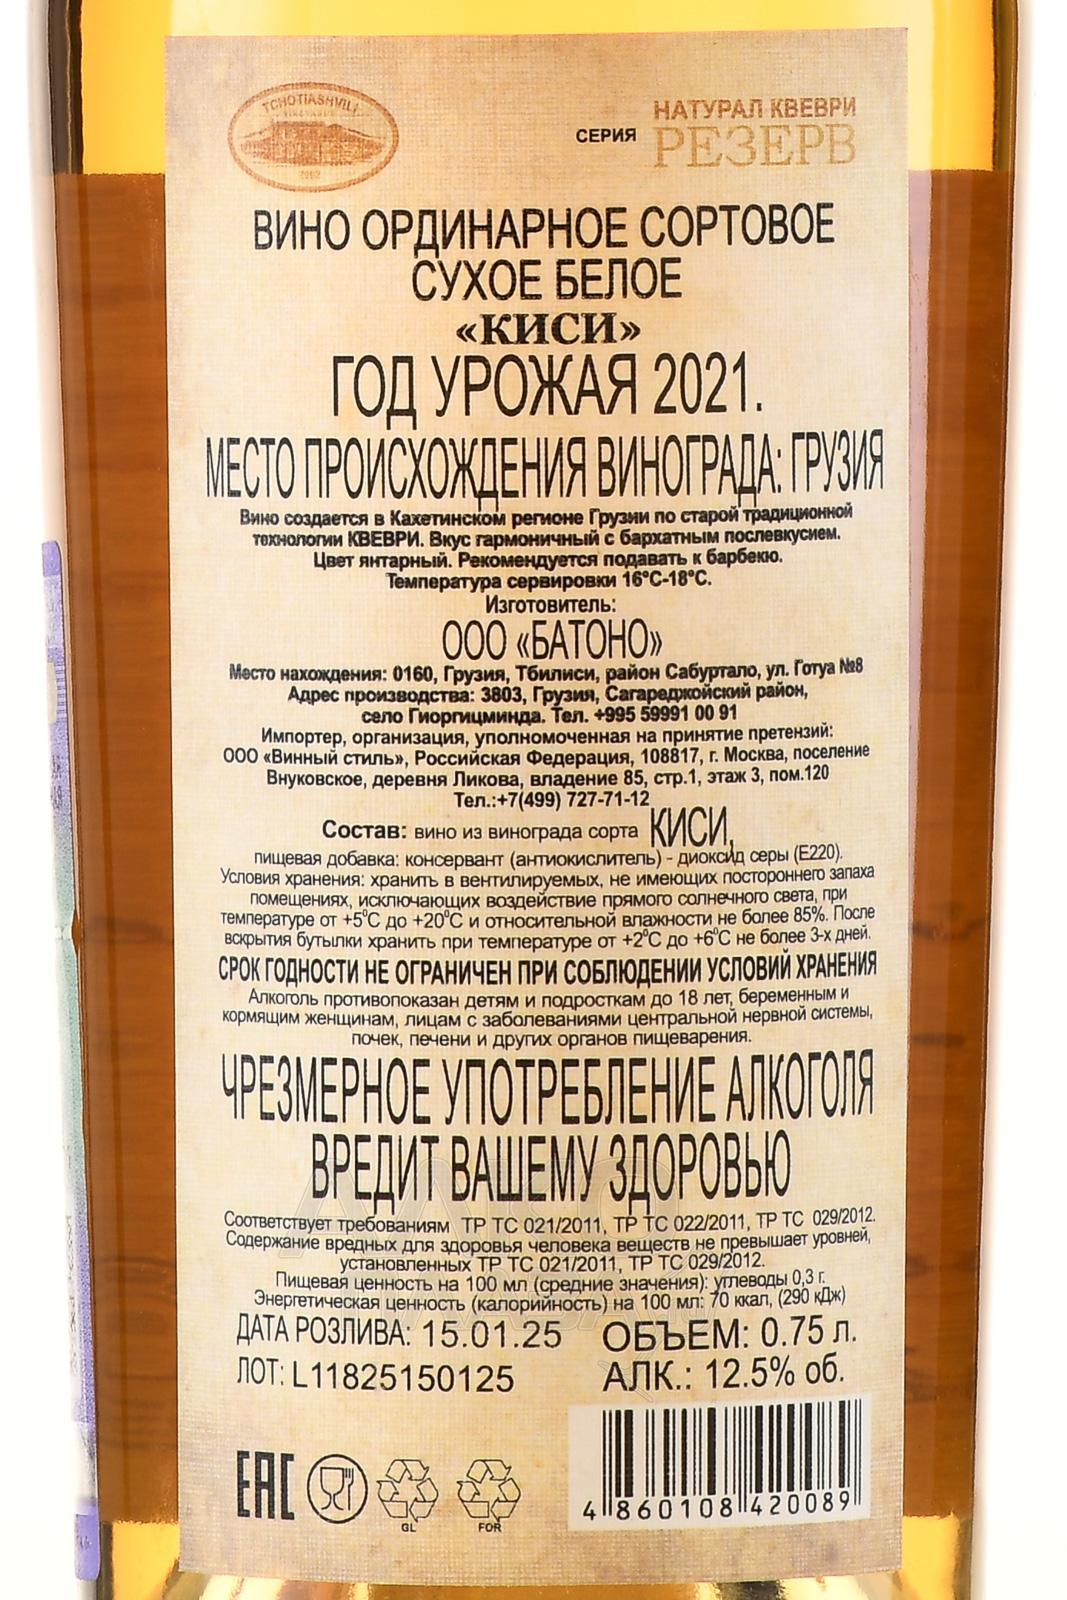 TCHOTIASHVILI
2002
НАТУРАЛ КВЕВРИ
СЕРИЯ РЕЗЕРВ
ВИНО ОРДИНАРНОЕ СОРТОВОЕ
СУХОЕ БЕЛОЕ
«КИСИ»
ГОД УРОЖАЯ 2021.
МЕСТО ПРОИСХОЖДЕНИЯ ВИНОГРАДА: ГРУЗИЯ
Вино создается в Кахетинском регионе Грузии по старой традиционной
технологии КВЕВРИ. Вкус гармоничный с бархатным послевкусием.
Цвет янтарный. Рекомендуется подавать к барбекю.
Температура сервировки 16°C-18°C.
Изготовитель:
ООО «БАТОНО»
Место нахождения: 0160, Грузия, Тбилиси, район Сабуртало, ул. Готуа №8
Адрес производства: 3803, Грузия, Сагареджойский район,
село Гиоргицминда. Тел. +995 59991 00 91
Импортер, организация, уполномоченная на принятие претензий:
ООО «Винный стиль», Российская Федерация, 108817, г. Москва, поселение
Внуковское, деревня Ликова, владение 85, стр.1, этаж 3, пом.120
Тел.:+7(499) 727-71-12
Состав: вино из винограда сорта КИСИ,
пищевая добавка: консервант (антиокислитель) - диоксид серы (Е220).
Условия хранения: хранить в вентилируемых, не имеющих постороннего запаха
помещениях, исключающих воздействие прямого солнечного света, при
температуре от +5°С до +20°С и относительной влажности не более 85%. После
вскрытия бутылки хранить при температуре от +2°С до +6°С не более 3-х дней.
СРОК ГОДНОСТИ НЕ ОГРАНИЧЕН ПРИ СОБЛЮДЕНИИ УСЛОВИЙ ХРАНЕНИЯ
Алкоголь противопоказан детям и подросткам до 18 лет, беременным и
кормящим женщинам, лицам с заболеваниями центральной нервной системы,
почек, печени и других органов пищеварения.
ЧРЕЗМЕРНОЕ УПОТРЕБЛЕНИЕ АЛКОГОЛЯ
ВРЕДИТ ВАШЕМУ ЗДОРОВЬЮ
Соответствует требованиям ТР ТС 021/2011, ТР ТС 022/2011, ТР ТС 029/2012.
Содержание вредных для здоровья человека веществ не превышает уровней,
установленных ТР ТС 021/2011, ТР ТС 029/2012.
Пищевая ценность на 100 мл (средние значения): углеводы 0,3 г.
Энергетическая ценность (калорийность) на 100 мл: 70 ккал, (290 кДж)
ДАТА РОЗЛИВА: 15.01.25 ОБЪЕМ: 0.75 л.
ЛОТ: L11825150125 АЛК.: 12.5% об.
EAC
GL
FOR
4 860108 420089